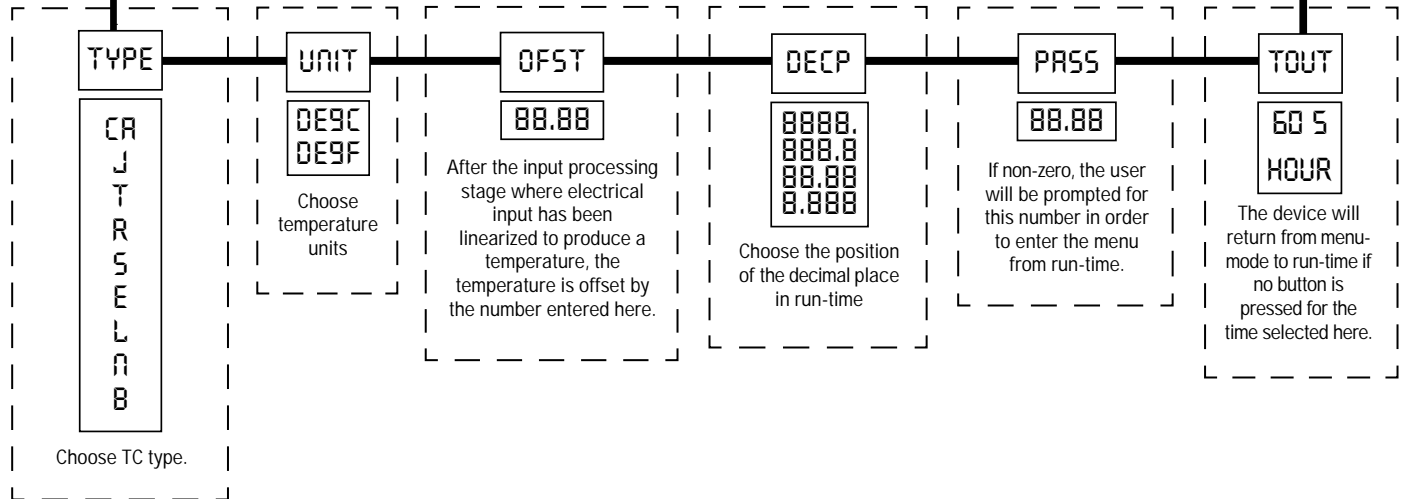 TYPE
CA
J
T
R
S
E
L
N
B
Choose TC type.
UNIT
DEGC
DEGF
Choose
temperature
units
OFST
88.88
After the input processing
stage where electrical
input has been
linearized to produce a
temperature, the
temperature is offset by
the number entered here.
DECP
8888.
888.8
88.88
8.888
Choose the position
of the decimal place
in run-time
PASS
88.88
If non-zero, the user
will be prompted for
this number in order
to enter the menu
from run-time.
TOUT
60 S
HOUR
The device will
return from menu-
mode to run-time if
no button is
pressed for the
time selected here.